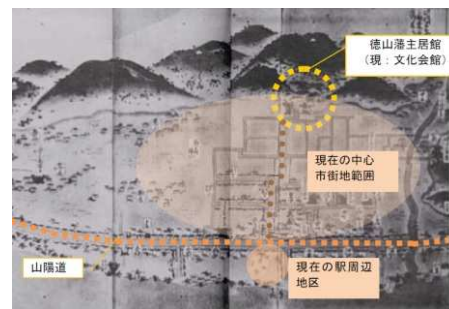 徳山藩主居館
（現：文化会館）
現在の中心
市街地範囲
山陽道
現在の駅周辺
地区